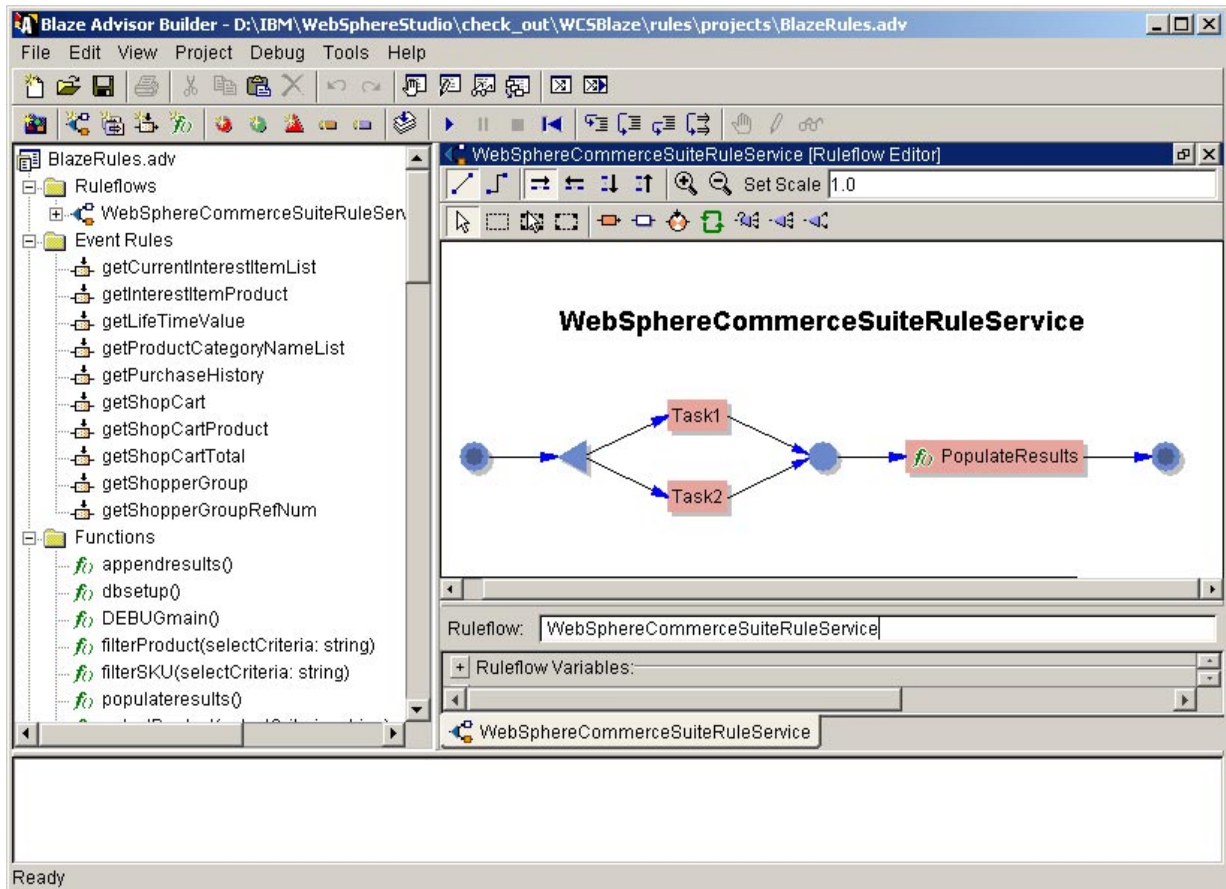 Blaze Advisor Builder - D:\IBM\WebSphereStudio\check_out\WCSBlaze\rules\projects\BlazeRules.adv
File Edit View Project Debug Tools Help
BlazeRules.adv
Ruleflows
WebSphereCommerceSuiteRuleServ
Event Rules
getCurrentInterestItemList
getInterestItemProduct
getLifeTimeValue
getProductCategoryNameList
getPurchaseHistory
getShopCart
getShopCartProduct
getShopCartTotal
getShopperGroup
getShopperGroupRefNum
Functions
f() appendresults()
f() dbsetup()
f() DEBUGmain()
f() filterProduct(selectCriteria: string)
f() filterSKU(selectCriteria: string)
f() populateresults()
WebSphereCommerceSuiteRuleService [Ruleflow Editor]
Set Scale 1.0
WebSphereCommerceSuiteRuleService
Task1
f() PopulateResults
Task2
Ruleflow: WebSphereCommerceSuiteRuleService
Ruleflow Variables:
WebSphereCommerceSuiteRuleService
Ready